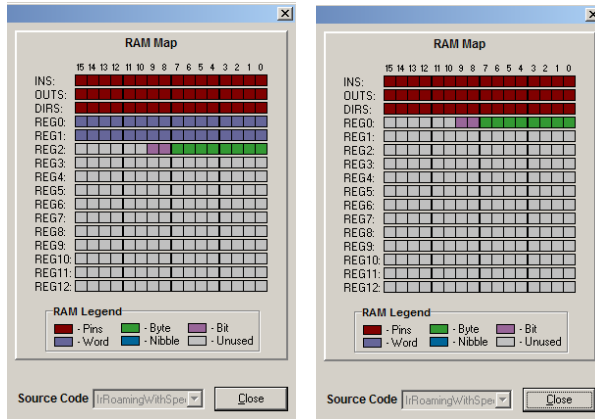 RAM Map
15 14 13 12 11 10 9 8 7 6 5 4 3 2 1 0
INS:
OUTS:
DIRS:
REG0:
REG1:
REG2:
REG3:
REG4:
REG5:
REG6:
REG7:
REG8:
REG9:
REG10:
REG11:
REG12:
RAM Legend
- Pins - Byte - Bit
- Word - Nibble - Unused
Source Code IrRoamingWithSpe Close
RAM Map
15 14 13 12 11 10 9 8 7 6 5 4 3 2 1 0
INS:
OUTS:
DIRS:
REG0:
REG1:
REG2:
REG3:
REG4:
REG5:
REG6:
REG7:
REG8:
REG9:
REG10:
REG11:
REG12:
RAM Legend
- Pins - Byte - Bit
- Word - Nibble - Unused
Source Code IrRoamingWithSpe Close